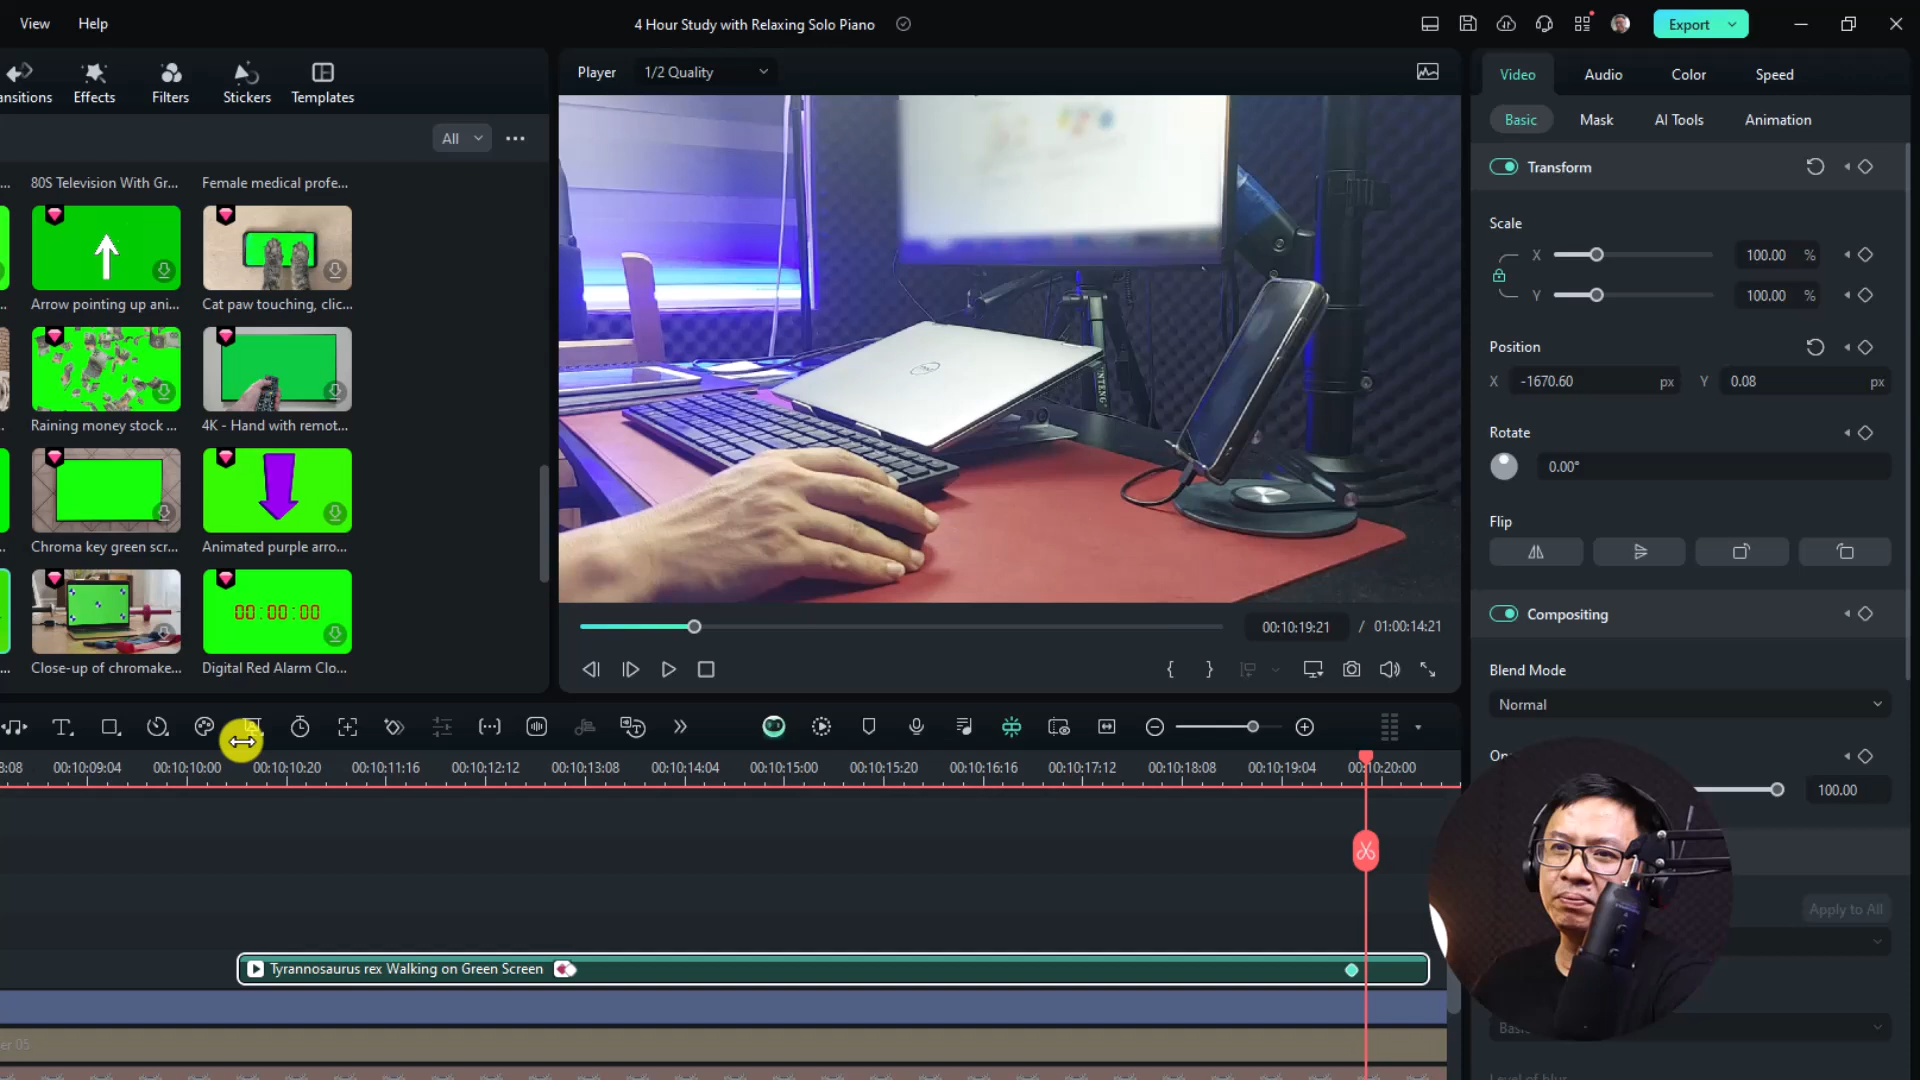 View
Help
4 Hour Study with Relaxing Solo Piano
Export
ansitions
Effects
Filters
Stickers
Templates
Player
1/2 Quality
Video
Audio
Color
Speed
Basic
Mask
AI Tools
Animation
All
80S Television With Gr...
Female medical profe...
Arrow pointing up ani...
Cat paw touching, clic...
Raining money stock ...
4K - Hand with remot...
Chroma key green scr...
Animated purple arro...
00:00:00
Close-up of chromake...
Digital Red Alarm Clo...
DELL
Transform
Scale
X
100.00
%
Y
100.00
%
Position
X
-1670.60
px
Y
0.08
px
Rotate
0.00°
Flip
Compositing
Blend Mode
Normal
Op
100.00
Apply to All
Bas
Level of blur
00:10:19:21
/
01:00:14:21
8:08
00:10:09:04
00:10:10:00
00:10:10:20
00:10:11:16
00:10:12:12
00:10:13:08
00:10:14:04
00:10:15:00
00:10:15:20
00:10:16:16
00:10:17:12
00:10:18:08
00:10:19:04
00:10:20:00
Tyrannosaurus rex Walking on Green Screen
er 05